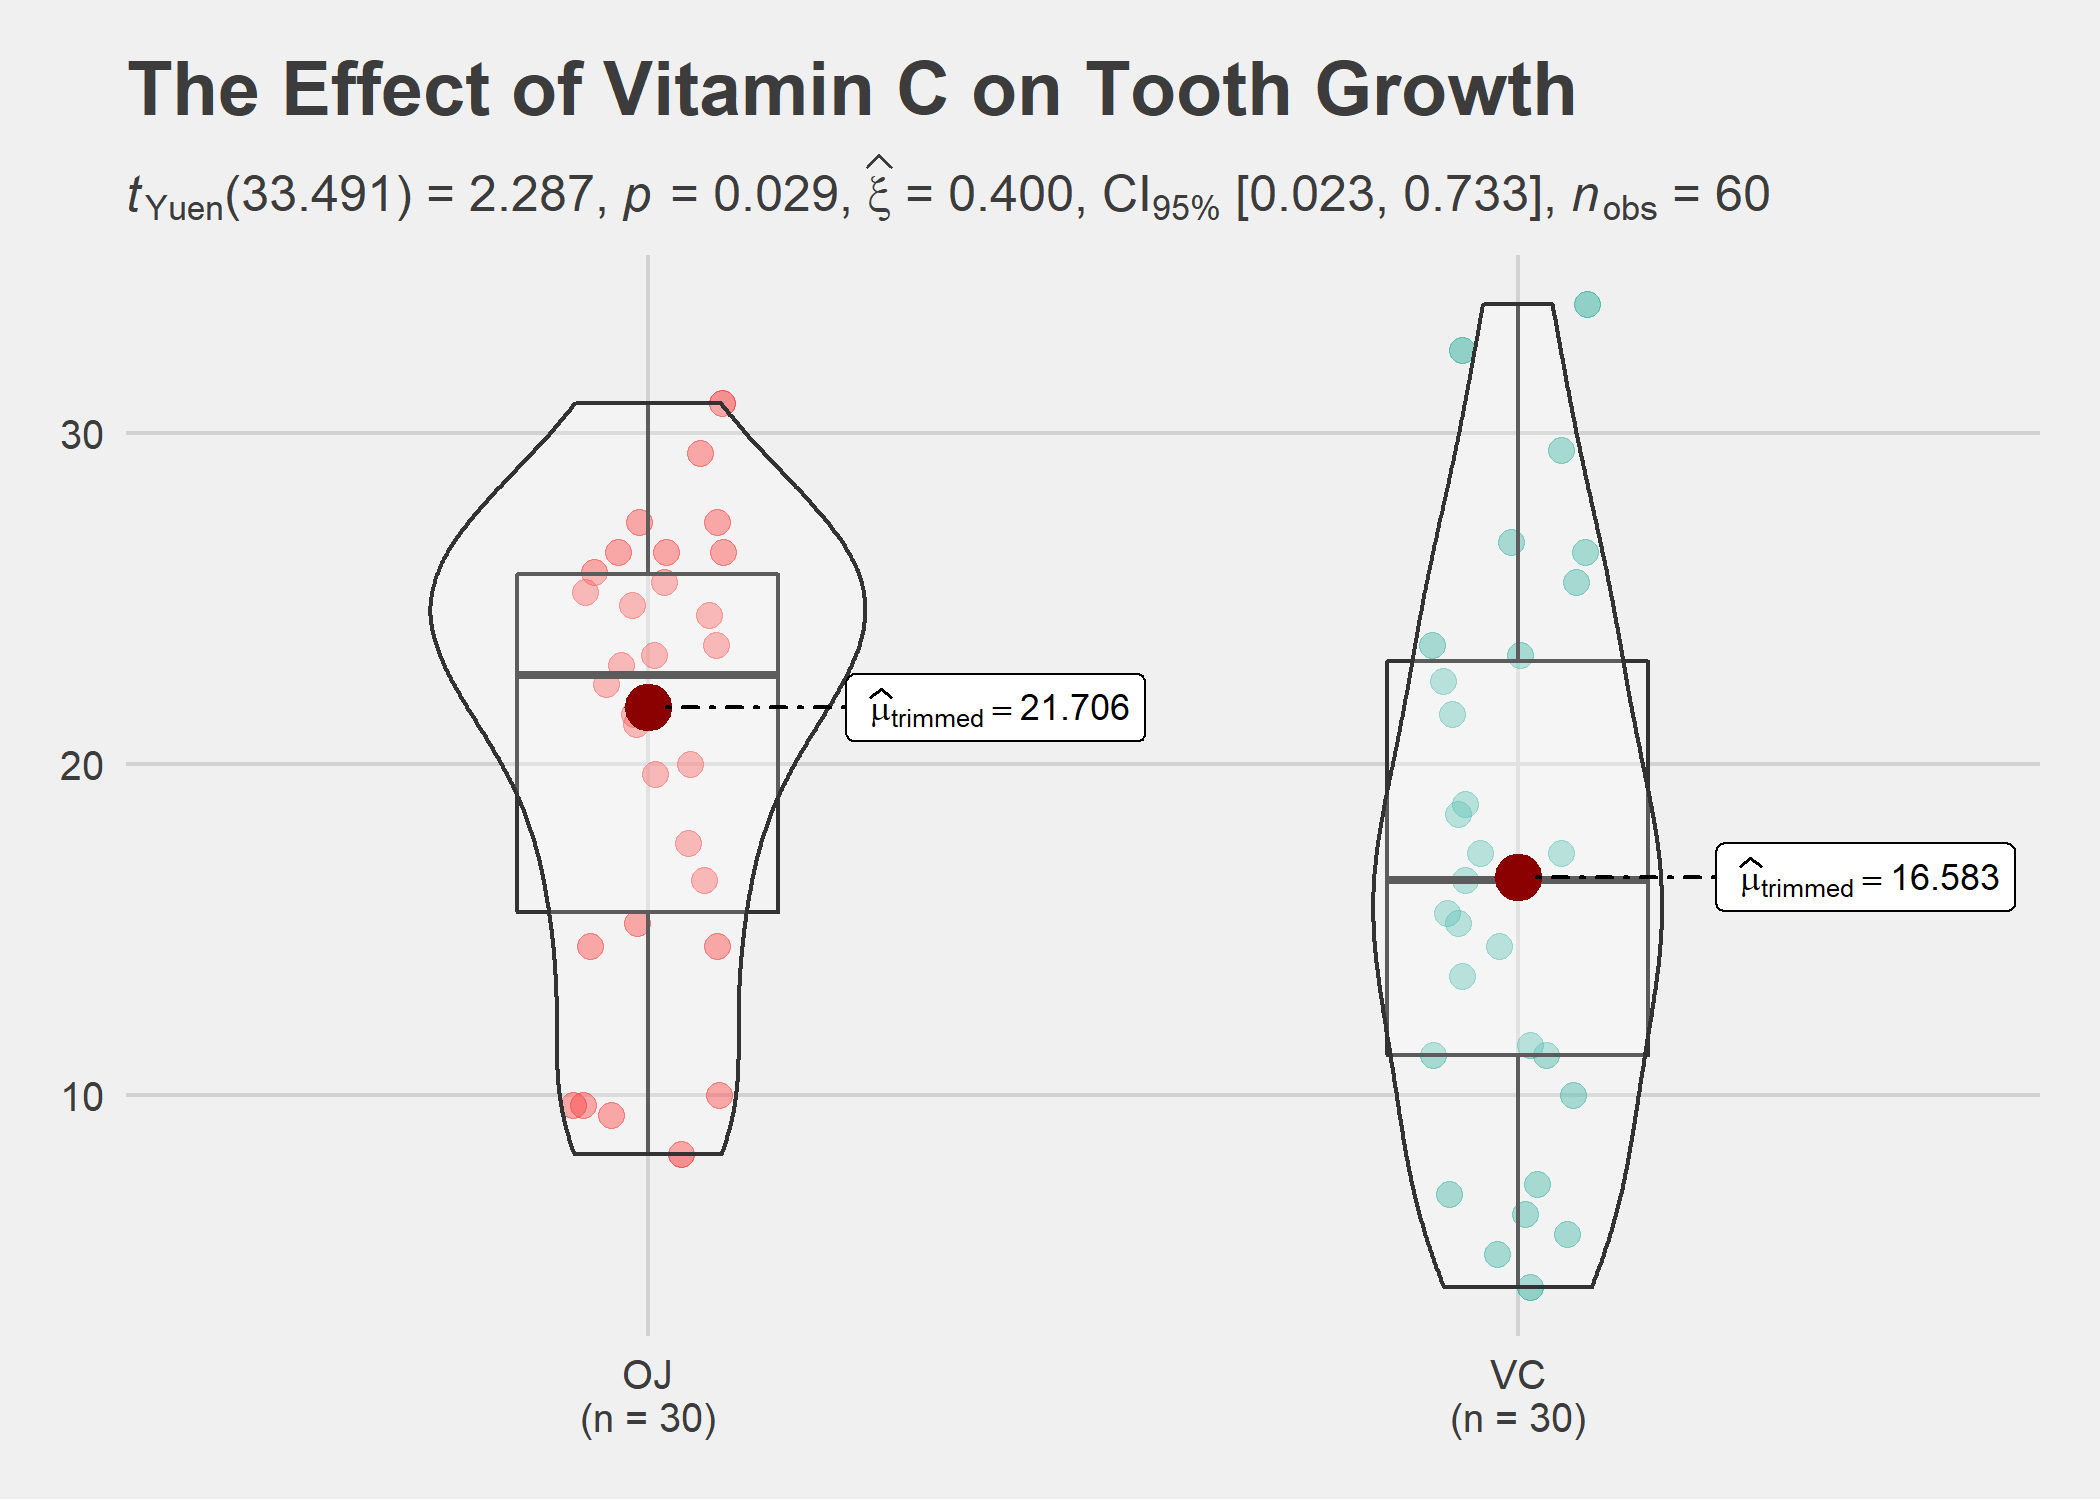 The Effect of Vitamin C on Tooth Growth
t Yuen(33.491) = 2.287, p = 0.029, ξ̂ = 0.400, CI95% [0.023, 0.733], nobs = 60
30
20
10
μ̂trimmed = 21.706
μ̂trimmed = 16.583
OJ
(n = 30)
VC
(n = 30)